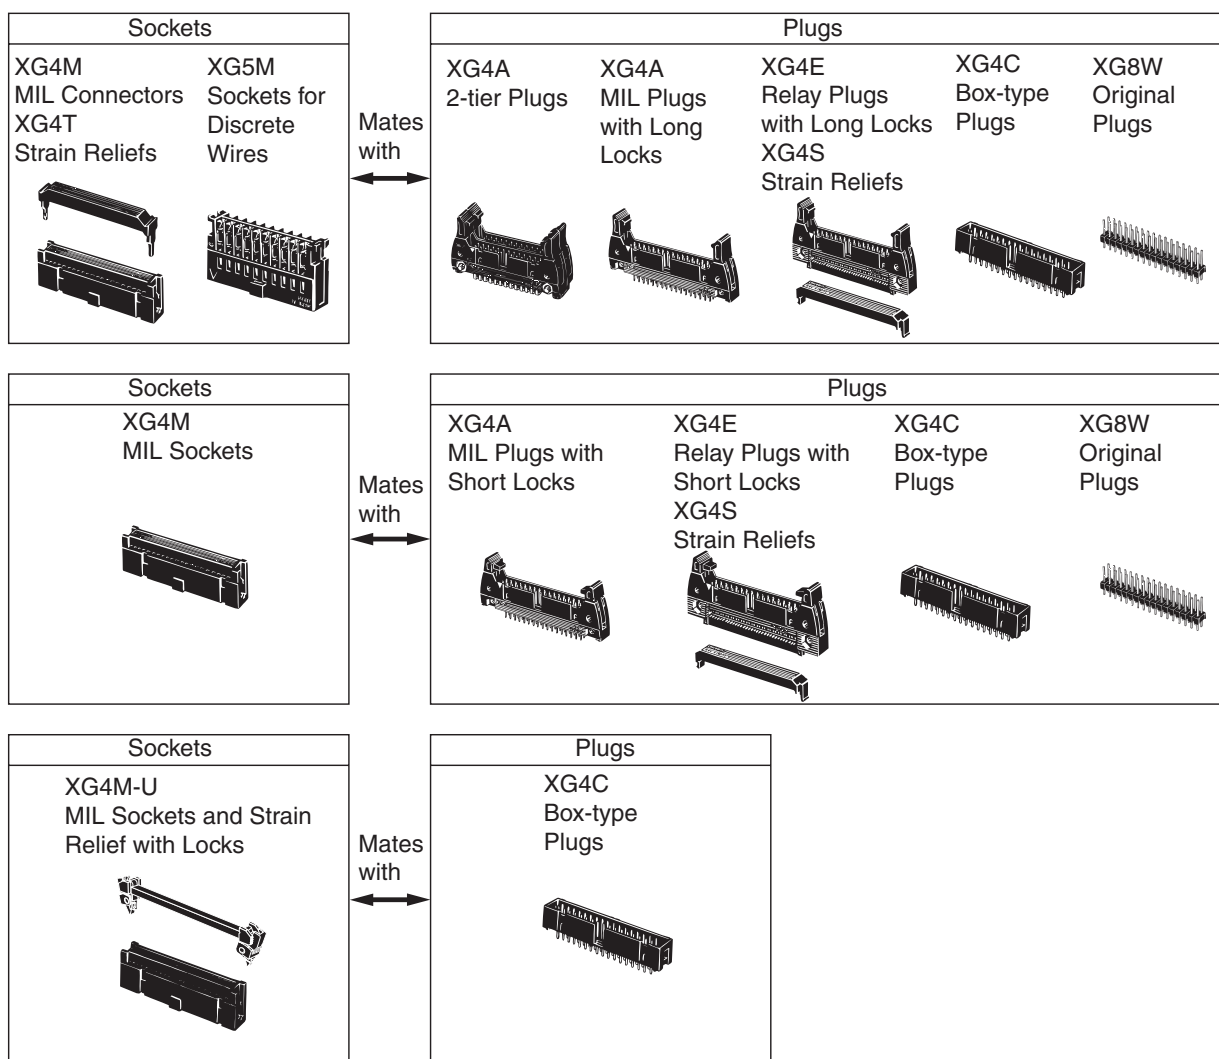 Sockets
XG4M
MIL Connectors
XG4T
Strain Reliefs
XG5M
Sockets for
Discrete
Wires
Mates
with
Plugs
XG4A
2-tier Plugs
XG4A
MIL Plugs
with Long
Locks
XG4E
Relay Plugs
with Long Locks
XG4S
Strain Reliefs
XG4C
Box-type
Plugs
XG8W
Original
Plugs
Sockets
XG4M
MIL Sockets
Mates
with
Plugs
XG4A
MIL Plugs with
Short Locks
XG4E
Relay Plugs with
Short Locks
XG4S
Strain Reliefs
XG4C
Box-type
Plugs
XG8W
Original
Plugs
Sockets
XG4M-U
MIL Sockets and Strain
Relief with Locks
Mates
with
Plugs
XG4C
Box-type
Plugs